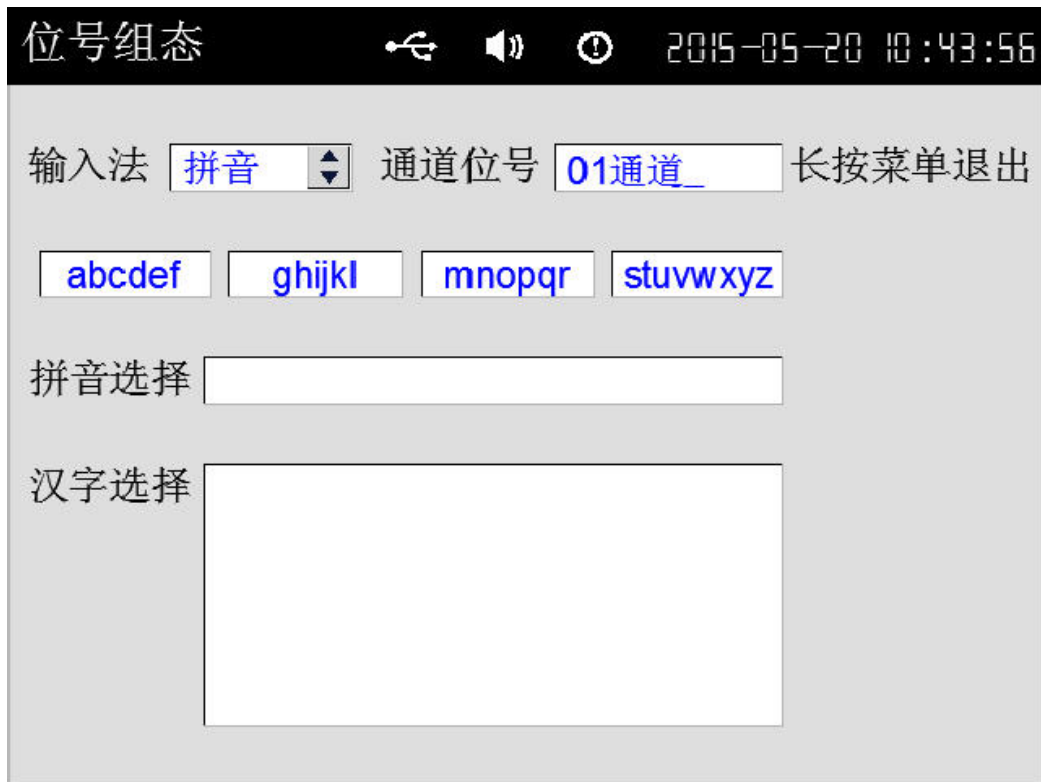 位号组态 2015-05-20 10:43:56
输入法 拼音 通道位号 01通道_ 长按菜单退出
abcdef ghijkl mnopqr stuvwxyz
拼音选择
汉字选择